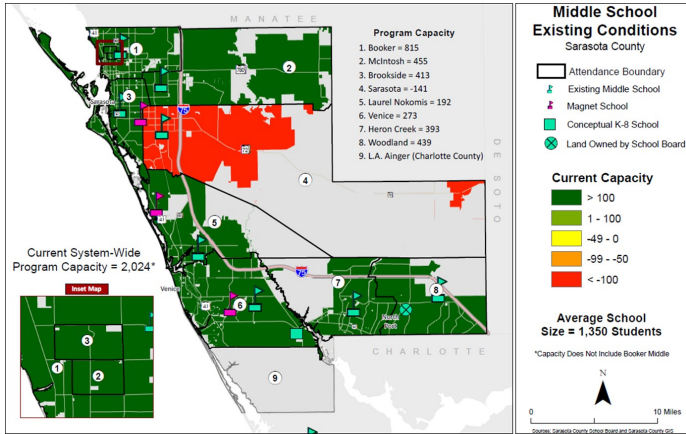 MANATEE
Program Capacity
1. Booker = 815
2. McIntosh = 455
3. Brookside = 413
4. Sarasota = -141
5. Laurel Nokomis = 192
6. Venice = 273
7. Heron Creek = 393
8. Woodland = 439
9. L.A. Ainger (Charlotte County)
41
1
2
3
Sarasota
75
72
4
DE SOTO
41
5
Current System-Wide
Program Capacity = 2,024*
Venice
41
6
75
7
8
North
Port
CHARLOTTE
9
Inset Map
3
1
2
Middle School
Existing Conditions
Sarasota County
Attendance Boundary
Existing Middle School
Magnet School
Conceptual K-8 School
Land Owned by School Board
Current Capacity
> 100
1 - 100
-49 - 0
-99 - -50
< -100
Average School
Size = 1,350 Students
*Capacity Does Not Include Booker Middle
N
0
10 Miles
Sources: Sarasota County School Board and Sarasota County GIS